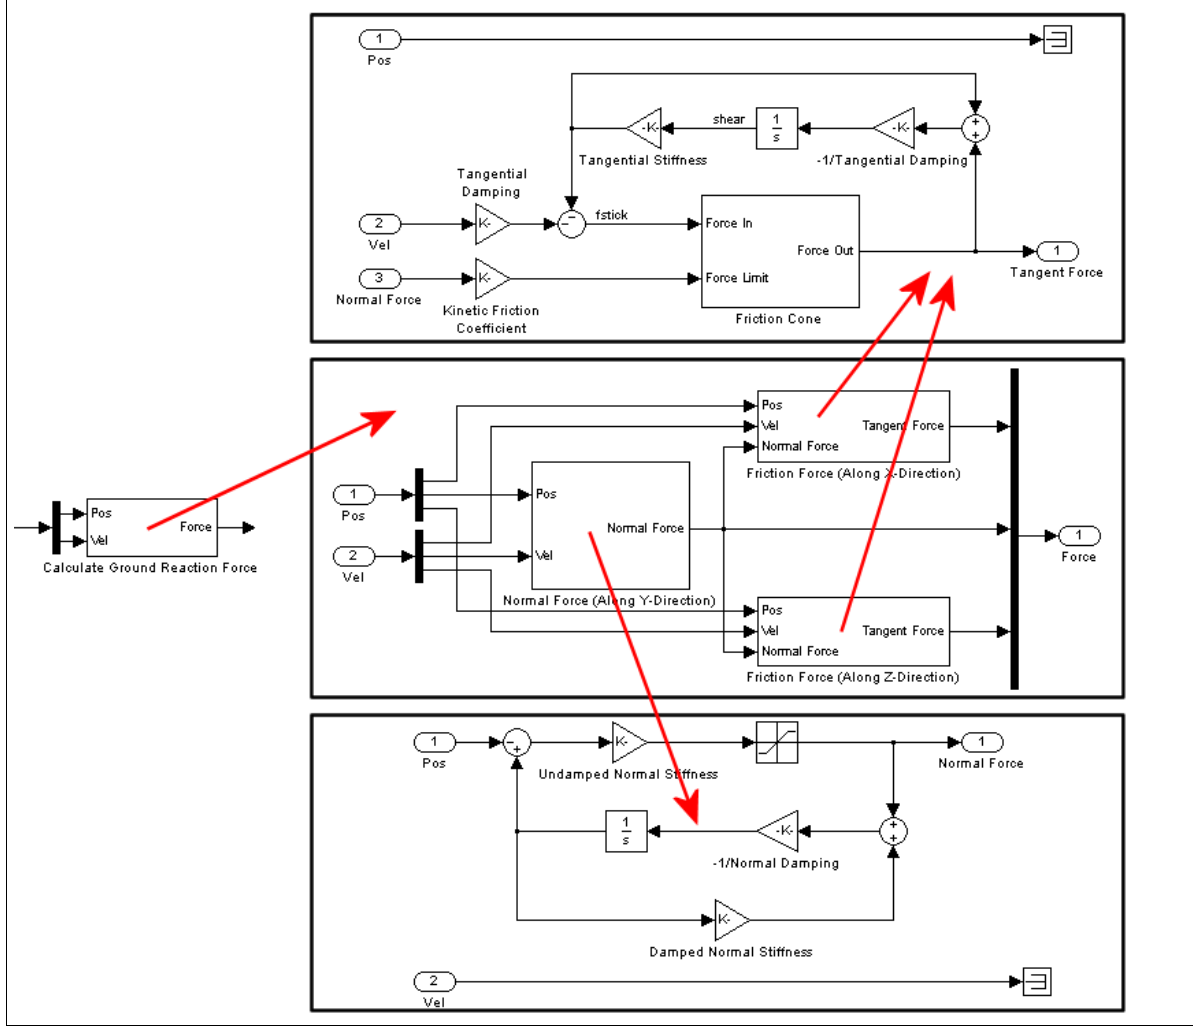 1
Pos
shear
1
s
-K-
-K-
+
+
Tangential Stiffness
-1/Tangential Damping
Tangential
Damping
2
Vel
K-
−
−
fstick
Force In
Force Out
1
Tangent Force
3
Normal Force
K-
Force Limit
Kinetic Friction
Coefficient
Friction Cone
Pos
Vel
Tangent Force
Normal Force
Friction Force (Along X-Direction)
1
Pos
Pos
Normal Force
Vel
2
Vel
Normal Force (Along Y-Direction)
1
Force
Pos
Vel
Force
Calculate Ground Reaction Force
Pos
Vel
Tangent Force
Normal Force
Friction Force (Along Z-Direction)
1
Pos
−
+
K-
Undamped Normal Stiffness
1
Normal Force
1
s
-K-
+
+
-1/Normal Damping
K-
Damped Normal Stiffness
2
Vel